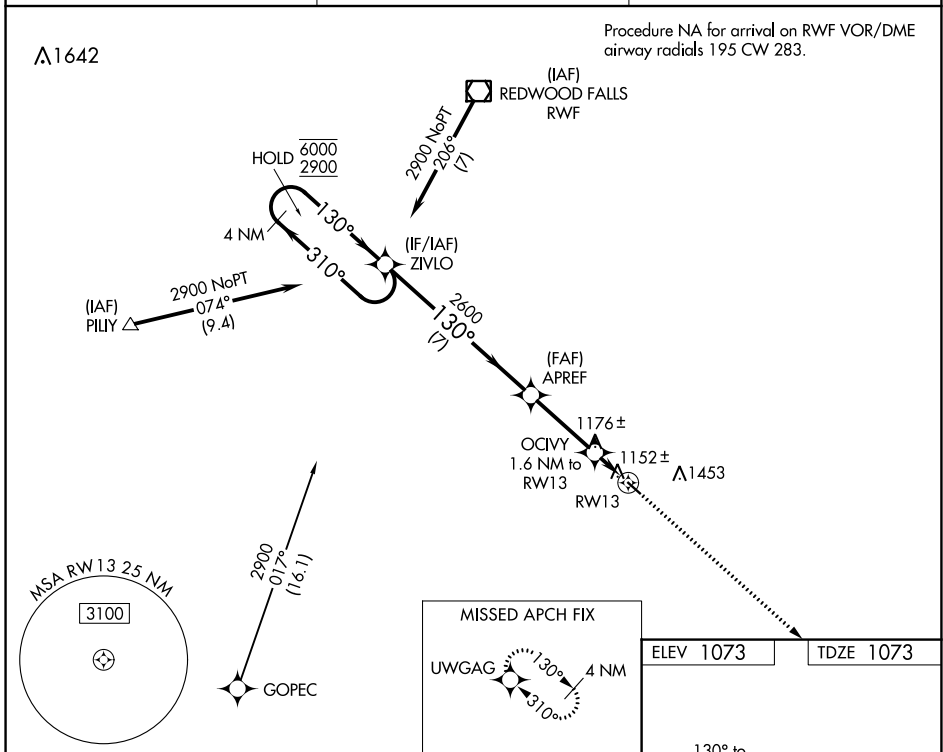 Procedure NA for arrival on RWF VOR/DME
airway radials 195 CW 283.
1642
(IAF)
REDWOOD FALLS
RWF
2900 NoPT
206°
(7)
HOLD
6000
2900
130°
4 NM
310°
(IF/IAF)
ZIVLO
2900 NoPT
074°
(9.4)
(IAF)
PILIY
2600
130°
(7)
(FAF)
APREF
1176±
OCIVY
1.6 NM to
RW13
1152±
1453
RW13
2900
017°
(16.1)
GOPEC
MSA RW13 25 NM
3100
MISSED APCH FIX
UWGAG
130°
4 NM
310°
ELEV 1073
TDZE 1073
130° to